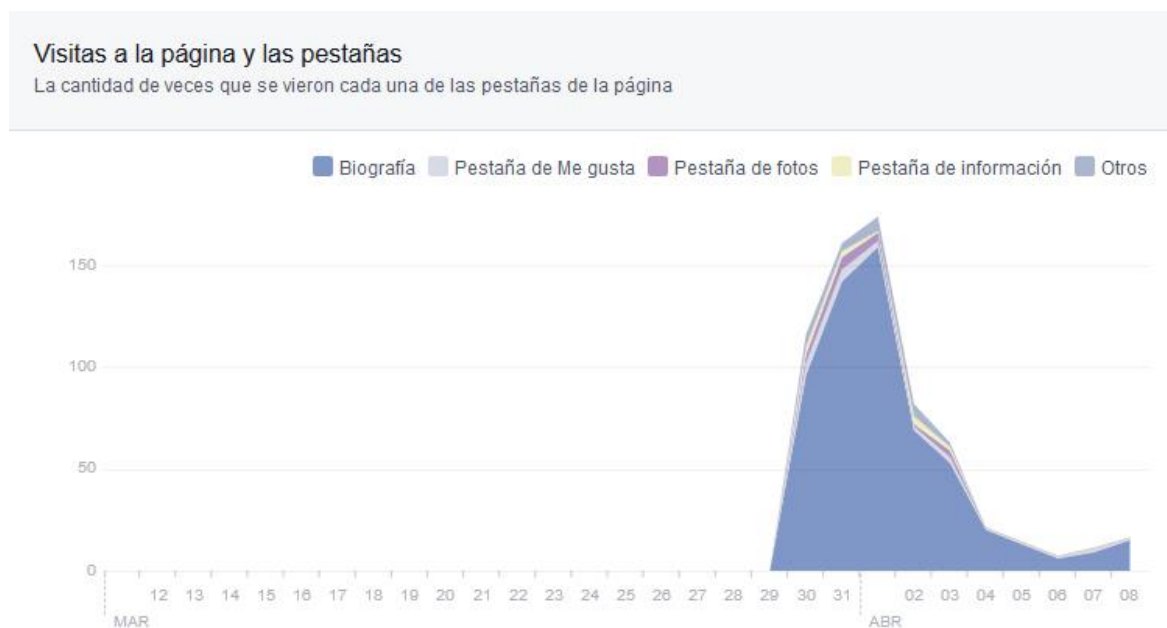 Visitas a la página y las pestañas
La cantidad de veces que se vieron cada una de las pestañas de la página
Biografía Pestaña de Me gusta Pestaña de fotos Pestaña de información Otros
150
100
50
0
12 13 14 15 16 17 18 19 20 21 22 23 24 25 26 27 28 29 30 31 02 03 04 05 06 07 08
MAR ABR